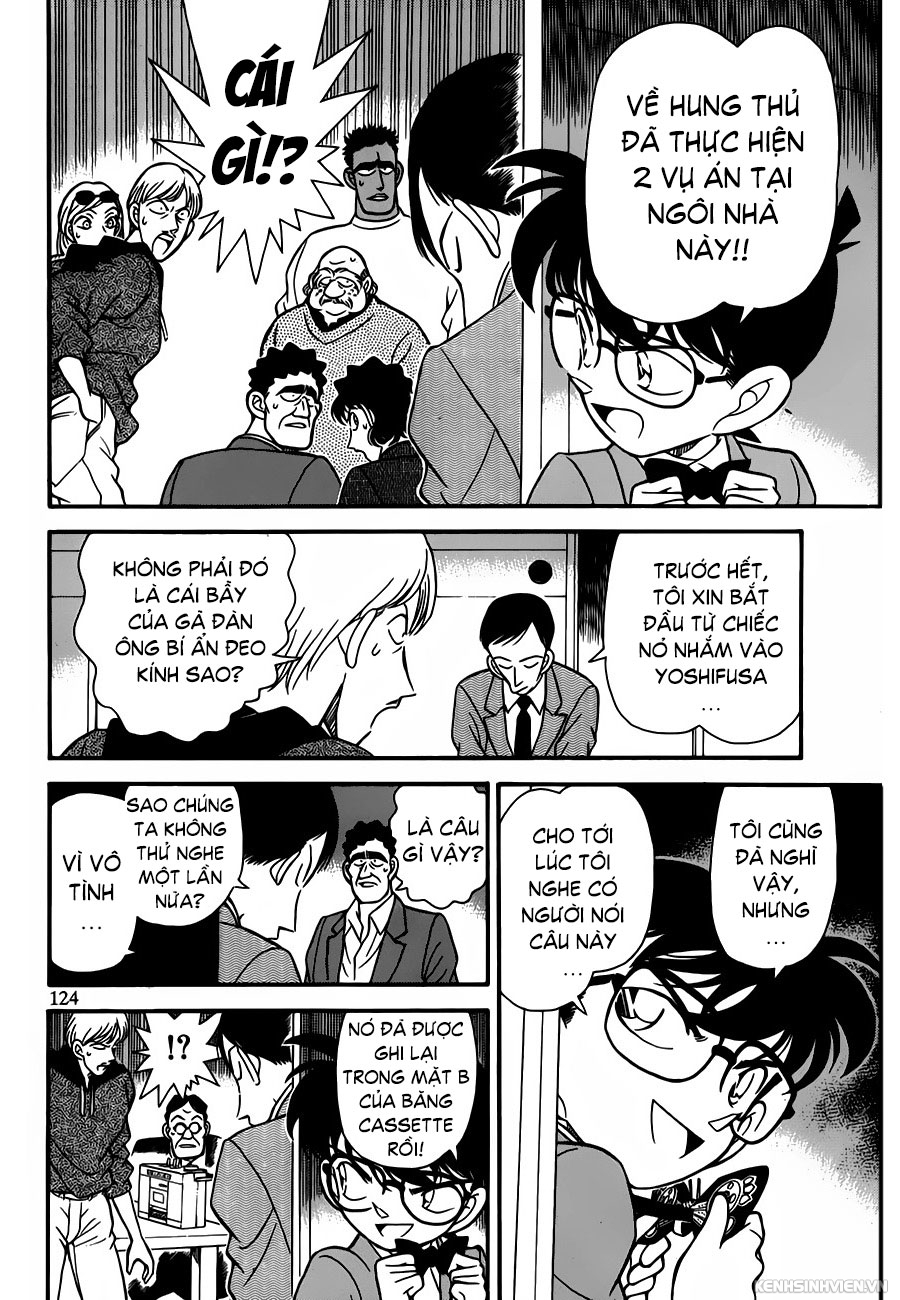 VỀ HUNG THỦ
ĐÃ THỰC HIỆN
2 VỤ ÁN TẠI
NGÔI NHÀ
NÀY!!
CÁI
GÌ!?
TRƯỚC HẾT,
TÔI XIN BẮT
ĐẦU TỪ CHIẾC
NỎ NHẮM VÀO
YOSHIFUSA
...
KHÔNG PHẢI ĐÓ
LÀ CÁI BẪY
CỦA GÃ ĐÀN
ÔNG BÍ ẨN ĐEO
KÍNH SAO?
TÔI CŨNG
ĐÃ NGHĨ
VẬY,
NHƯNG
...
CHO TỚI
LÚC TÔI
NGHE CÓ
NGƯỜI NÓI
CÂU NÀY
...
LÀ CÂU
GÌ VẬY?
SAO CHÚNG
TA KHÔNG
THỬ NGHE
MỘT LẦN
NỮA?
VÌ VÔ
TÌNH
...
124
NÓ ĐÃ ĐƯỢC
GHI LẠI
TRONG MẶT B
CỦA BĂNG
CASSETTE
RỒI!
!?
KENHSINHVIEN.VN